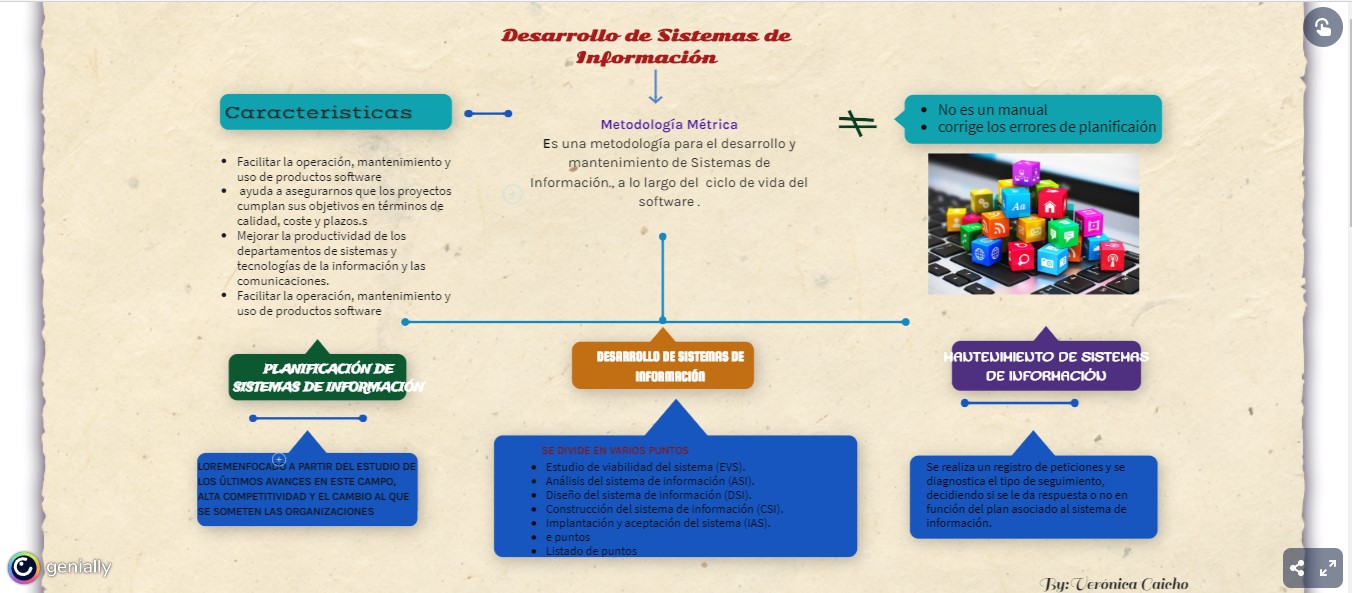 Desarrollo de Sistemas de
Información
Caracteristicas
Facilitar la operación, mantenimiento y
uso de productos software
ayuda a asegurarnos que los proyectos
cumplan sus objetivos en términos de
calidad, coste y plazos.s
Mejorar la productividad de los
departamentos de sistemas y
tecnologías de la información y las
comunicaciones.
Facilitar la operación, mantenimiento y
uso de productos software
Metodología Métrica
Es una metodología para el desarrollo y
mantenimiento de Sistemas de
Información., a lo largo del ciclo de vida del
software .
No es un manual
corrige los errores de planificaión
Aa
PLANIFICACIÓN DE
SISTEMAS DE INFORMACIÓN
DESARROLLO DE SISTEMAS DE
INFORMACIÓN
MANTENIMIENTO DE SISTEMAS
DE INFORMACIÓN
LOREMENFOCADO A PARTIR DEL ESTUDIO DE
LOS ÚLTIMOS AVANCES EN ESTE CAMPO,
ALTA COMPETITIVIDAD Y EL CAMBIO AL QUE
SE SOMETEN LAS ORGANIZACIONES
SE DIVIDE EN VARIOS PUNTOS
Estudio de viabilidad del sistema (EVS).
Análisis del sistema de información (ASI).
Diseño del sistema de información (DSI).
Construcción del sistema de información (CSI).
Implantación y aceptación del sistema (IAS).
e puntos
Listado de puntos
Se realiza un registro de peticiones y se
diagnostica el tipo de seguimiento,
decidiendo si se le da respuesta o no en
función del plan asociado al sistema de
información.
genially
By: Verónica Caicho